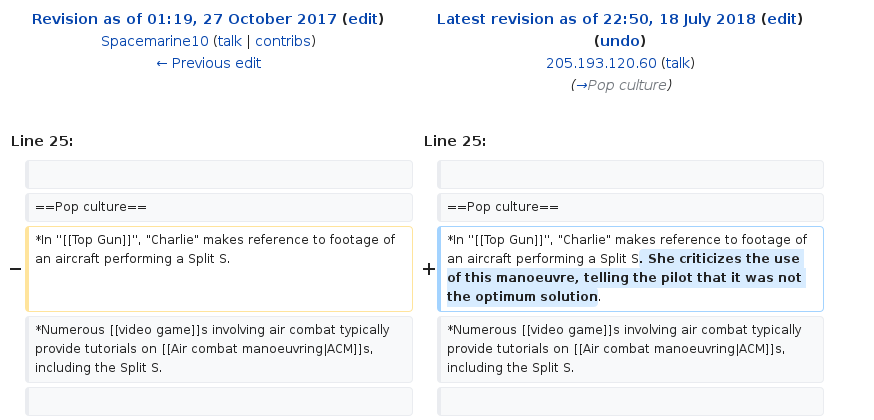 Revision as of 01:19, 27 October 2017 (edit)
Spacemarine10 (talk | contribs)
← Previous edit
Latest revision as of 22:50, 18 July 2018 (edit)
(undo)
205.193.120.60 (talk)
(→Pop culture)
Line 25:
Line 25:
==Pop culture==
==Pop culture==
−
*In ''[[Top Gun]]'', "Charlie" makes reference to footage of
an aircraft performing a Split S.
+
*In ''[[Top Gun]]'', "Charlie" makes reference to footage of
an aircraft performing a Split S. She criticizes the use
of this manoeuvre, telling the pilot that it was not
the optimum solution.
*Numerous [[video game]]s involving air combat typically
provide tutorials on [[Air combat manoeuvring|ACM]]s,
including the Split S.
*Numerous [[video game]]s involving air combat typically
provide tutorials on [[Air combat manoeuvring|ACM]]s,
including the Split S.